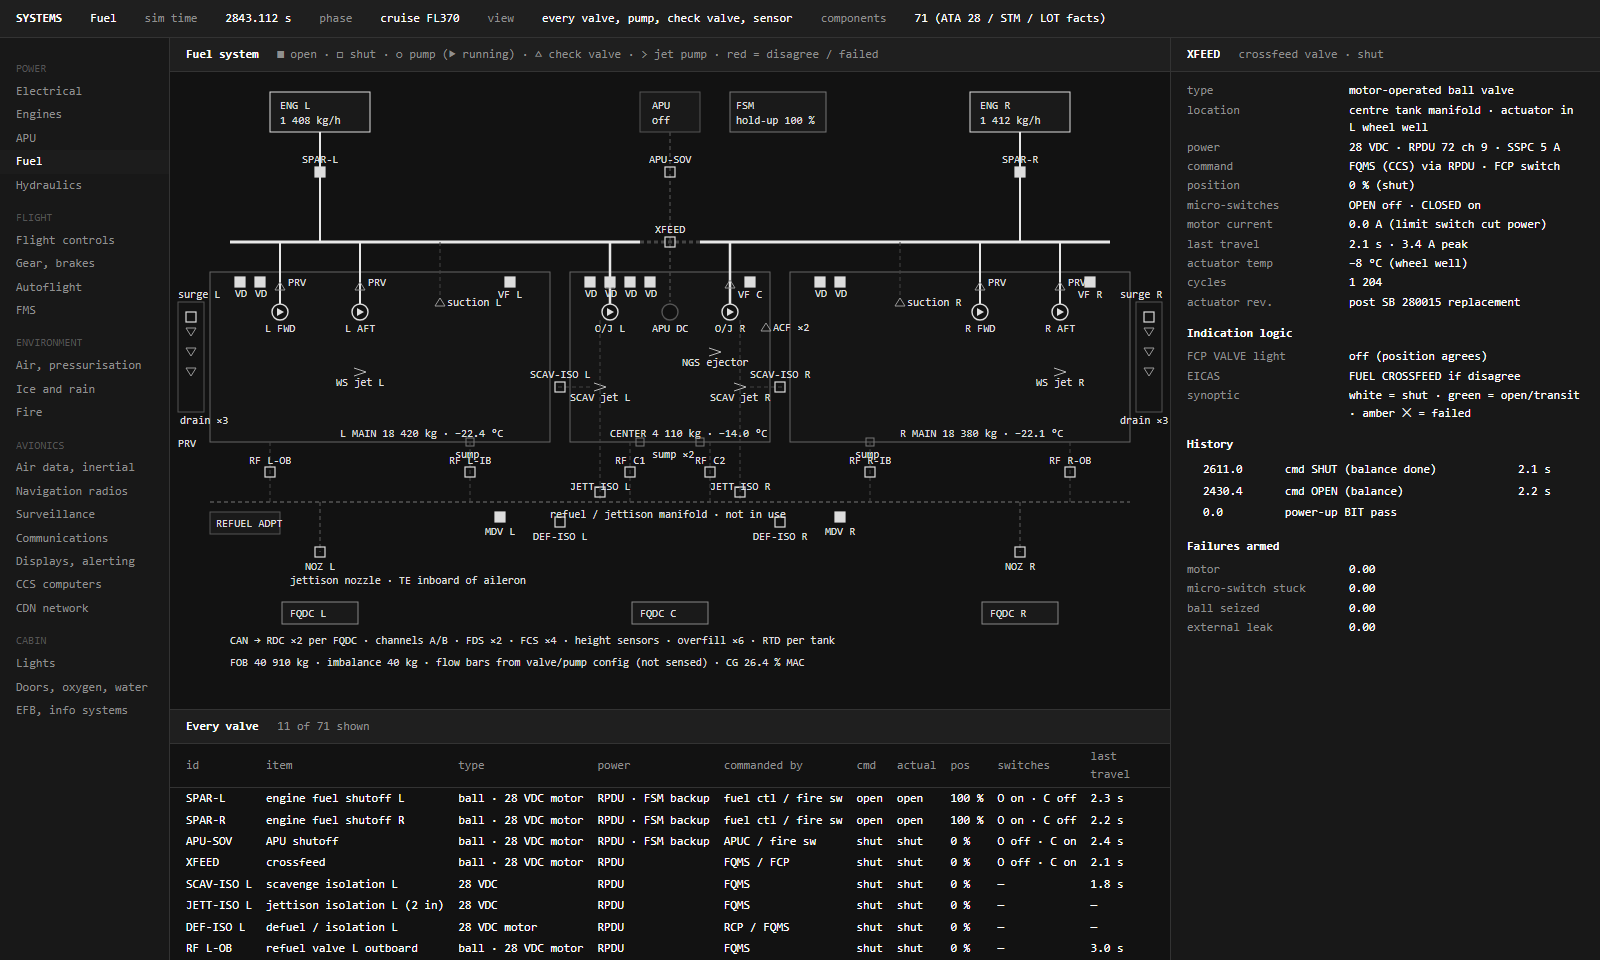 SYSTEMS Fuel sim time 2843.112 s phase cruise FL370 view every valve, pump, check valve, sensor components 71 (ATA 28 / STM / LOT facts)
POWER
Electrical
Engines
APU
Fuel
Hydraulics
FLIGHT
Flight controls
Gear, brakes
Autoflight
FMS
ENVIRONMENT
Air, pressurisation
Ice and rain
Fire
AVIONICS
Air data, inertial
Navigation radios
Surveillance
Communications
Displays, alerting
CCS computers
CDN network
CABIN
Lights
Doors, oxygen, water
EFB, info systems
Fuel system ■ open · □ shut · ○ pump (▶ running) · △ check valve · > jet pump · red = disagree / failed
ENG L
1 408 kg/h
APU
off
FSM
hold-up 100 %
ENG R
1 412 kg/h
SPAR-L
APU-SOV
SPAR-R
XFEED
surge L
VD VD
PRV
PRV
VF L
suction L
L FWD
L AFT
WS jet L
L MAIN 18 420 kg · −22.4 °C
VD VD VD VD
VF C
O/J L
APU DC
O/J R
ACF ×2
NGS ejector
SCAV-ISO L
SCAV-ISO R
SCAV jet L
SCAV jet R
CENTER 4 110 kg · −14.0 °C
VD VD
PRV
PRV
VF R
surge R
suction R
R FWD
R AFT
WS jet R
R MAIN 18 380 kg · −22.1 °C
drain ×3
drain ×3
PRV
sump
sump ×2
sump
RF L-OB
RF L-IB
RF C1
RF C2
RF R-IB
RF R-OB
JETT-ISO L
JETT-ISO R
refuel / jettison manifold · not in use
REFUEL ADPT
MDV L
DEF-ISO L
DEF-ISO R
MDV R
NOZ L
NOZ R
jettison nozzle · TE inboard of aileron
FQDC L
FQDC C
FQDC R
CAN → RDC ×2 per FQDC · channels A/B · FDS ×2 · FCS ×4 · height sensors · overfill ×6 · RTD per tank
FOB 40 910 kg · imbalance 40 kg · flow bars from valve/pump config (not sensed) · CG 26.4 % MAC
Every valve 11 of 71 shown
id item type power commanded by cmd actual pos switches last travel
SPAR-L engine fuel shutoff L ball · 28 VDC motor RPDU · FSM backup fuel ctl / fire sw open open 100 % O on · C off 2.3 s
SPAR-R engine fuel shutoff R ball · 28 VDC motor RPDU · FSM backup fuel ctl / fire sw open open 100 % O on · C off 2.2 s
APU-SOV APU shutoff ball · 28 VDC motor RPDU · FSM backup APUC / fire sw shut shut 0 % O off · C on 2.4 s
XFEED crossfeed ball · 28 VDC motor RPDU FQMS / FCP shut shut 0 % O off · C on 2.1 s
SCAV-ISO L scavenge isolation L 28 VDC RPDU FQMS shut shut 0 % — 1.8 s
JETT-ISO L jettison isolation L (2 in) 28 VDC RPDU FQMS shut shut 0 % — —
DEF-ISO L defuel / isolation L 28 VDC motor RPDU RCP / FQMS shut shut 0 % — —
RF L-OB refuel valve L outboard ball · 28 VDC motor RPDU FQMS shut shut 0 % — 3.0 s
XFEED crossfeed valve · shut
type motor-operated ball valve
location centre tank manifold · actuator in
L wheel well
power 28 VDC · RPDU 72 ch 9 · SSPC 5 A
command FQMS (CCS) via RPDU · FCP switch
position 0 % (shut)
micro-switches OPEN off · CLOSED on
motor current 0.0 A (limit switch cut power)
last travel 2.1 s · 3.4 A peak
actuator temp −8 °C (wheel well)
cycles 1 204
actuator rev. post SB 280015 replacement
Indication logic
FCP VALVE light off (position agrees)
EICAS FUEL CROSSFEED if disagree
synoptic white = shut · green = open/transit
· amber ✕ = failed
History
2611.0 cmd SHUT (balance done) 2.1 s
2430.4 cmd OPEN (balance) 2.2 s
0.0 power-up BIT pass
Failures armed
motor 0.00
micro-switch stuck 0.00
ball seized 0.00
external leak 0.00